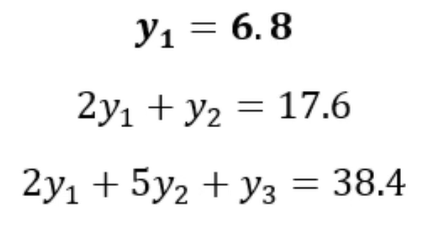 y₁ = 6.8
2y₁ + y₂ = 17.6
2y₁ + 5y₂ + y₃ = 38.4